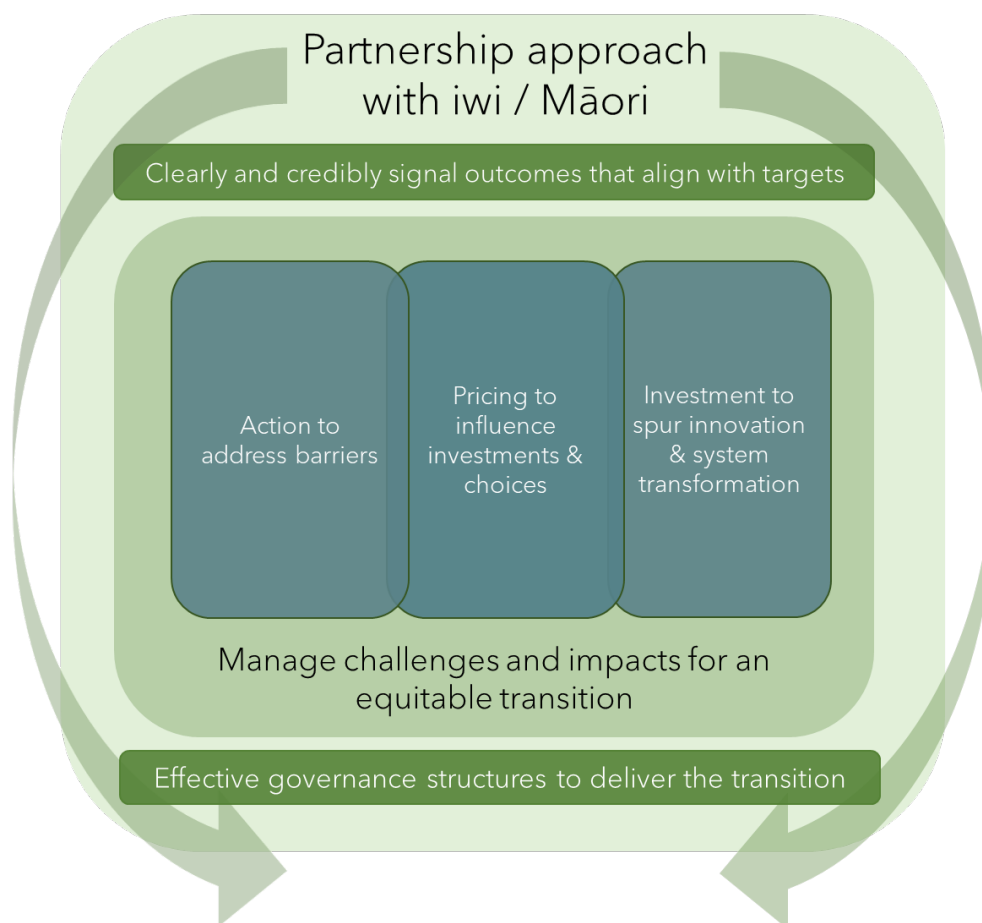 Partnership approach
with iwi / Māori
Clearly and credibly signal outcomes that align with targets
Action to
address barriers
Pricing to
influence
investments &
choices
Investment to
spur innovation
& system
transformation
Manage challenges and impacts for an
equitable transition
Effective governance structures to deliver the transition